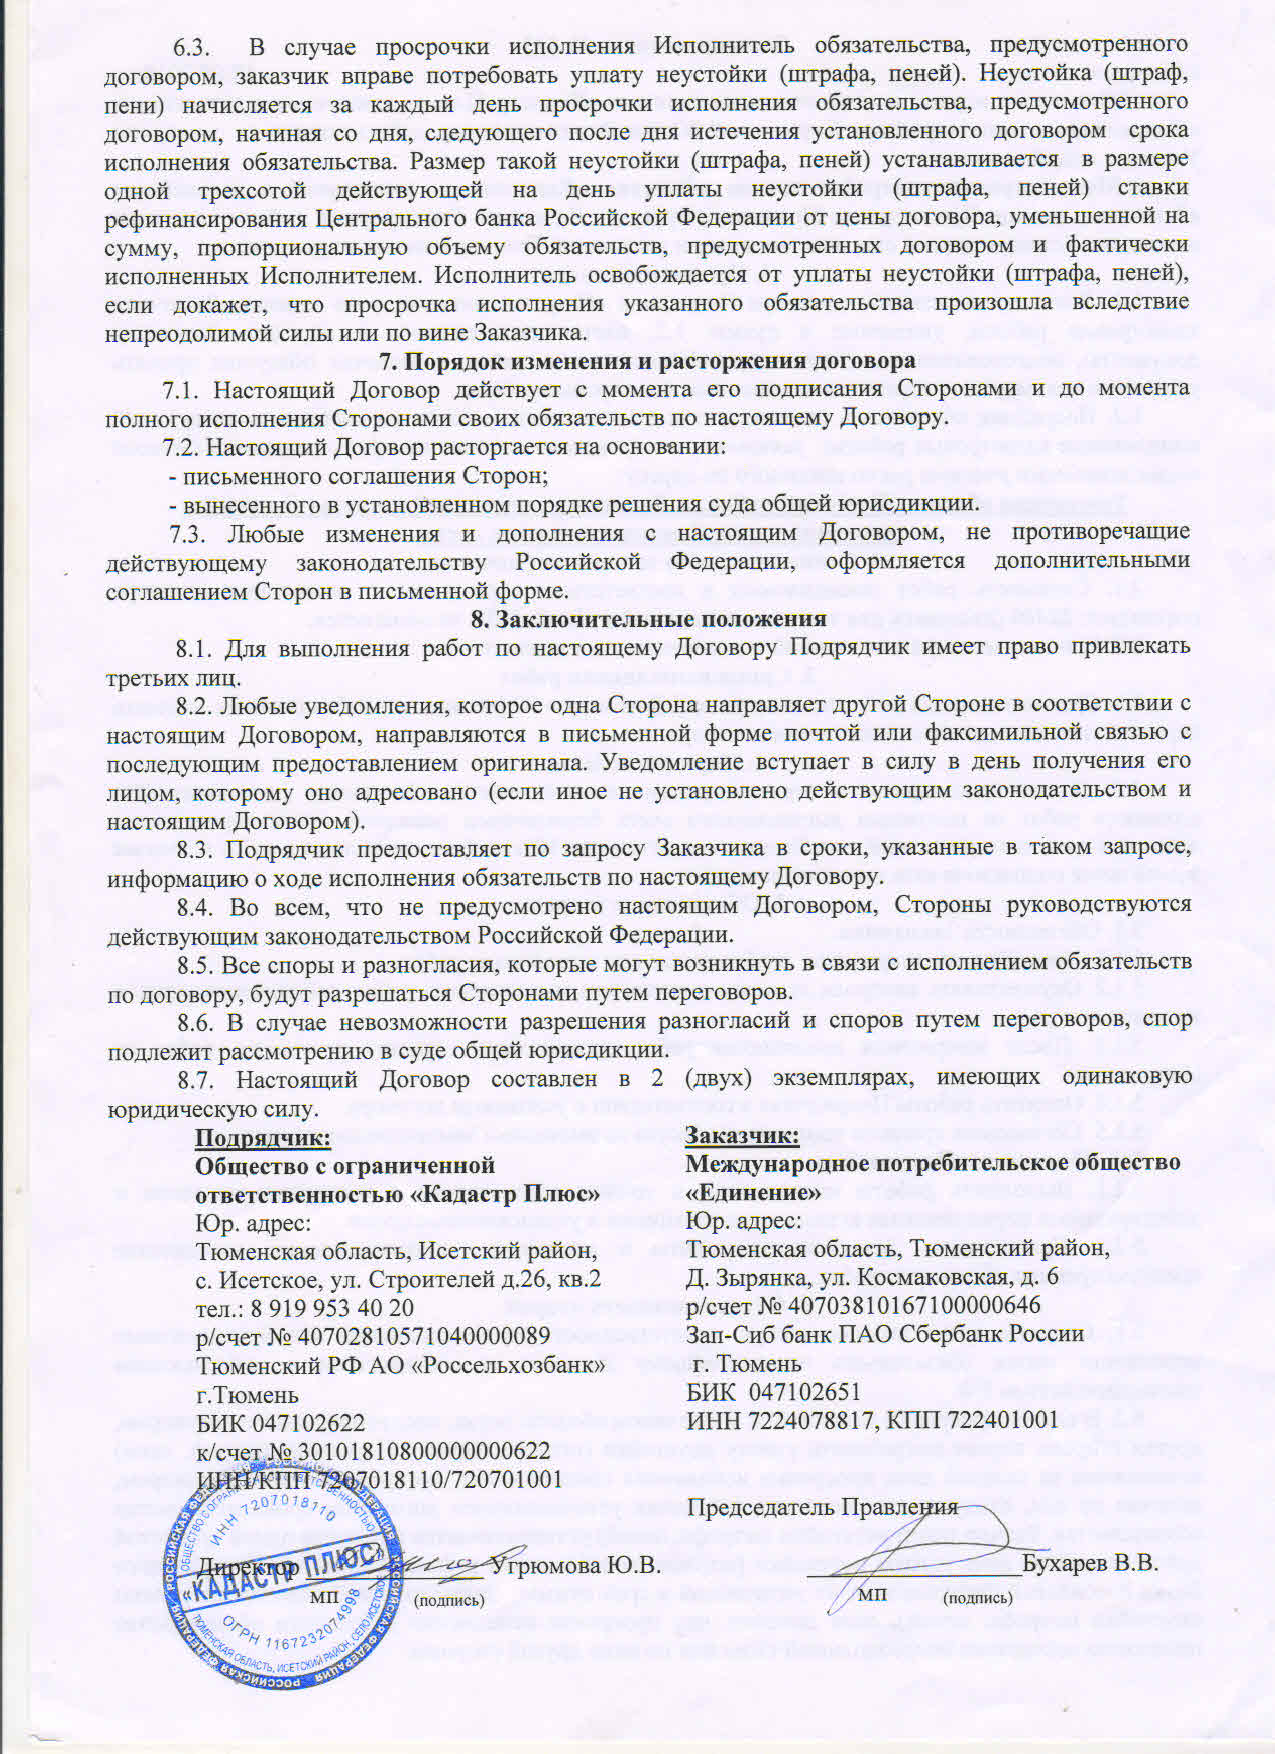 6.3. В случае просрочки исполнения Исполнитель обязательства, предусмотренного
договором, заказчик вправе потребовать уплату неустойки (штрафа, пеней). Неустойка (штраф,
пени) начисляется за каждый день просрочки исполнения обязательства, предусмотренного
договором, начиная со дня, следующего после дня истечения установленного договором срока
исполнения обязательства. Размер такой неустойки (штрафа, пеней) устанавливается в размере
одной трехсотой действующей на день уплаты неустойки (штрафа, пеней) ставки
рефинансирования Центрального банка Российской Федерации от цены договора, уменьшенной на
сумму, пропорциональную объему обязательств, предусмотренных договором и фактически
исполненных Исполнителем. Исполнитель освобождается от уплаты неустойки (штрафа, пеней),
если докажет, что просрочка исполнения указанного обязательства произошла вследствие
непреодолимой силы или по вине Заказчика.
7. Порядок изменения и расторжения договора
7.1. Настоящий Договор действует с момента его подписания Сторонами и до момента
полного исполнения Сторонами своих обязательств по настоящему Договору.
7.2. Настоящий Договор расторгается на основании:
- письменного соглашения Сторон;
- вынесенного в установленном порядке решения суда общей юрисдикции.
7.3. Любые изменения и дополнения с настоящим Договором, не противоречащие
действующему законодательству Российской Федерации, оформляется дополнительными
соглашением Сторон в письменной форме.
8. Заключительные положения
8.1. Для выполнения работ по настоящему Договору Подрядчик имеет право привлекать
третьих лиц.
8.2. Любые уведомления, которое одна Сторона направляет другой Стороне в соответствии с
настоящим Договором, направляются в письменной форме почтой или факсимильной связью с
последующим предоставлением оригинала. Уведомление вступает в силу в день получения его
лицом, которому оно адресовано (если иное не установлено действующим законодательством и
настоящим Договором).
8.3. Подрядчик предоставляет по запросу Заказчика в сроки, указанные в таком запросе,
информацию о ходе исполнения обязательств по настоящему Договору.
8.4. Во всем, что не предусмотрено настоящим Договором, Стороны руководствуются
действующим законодательством Российской Федерации.
8.5. Все споры и разногласия, которые могут возникнуть в связи с исполнением обязательств
по договору, будут разрешаться Сторонами путем переговоров.
8.6. В случае невозможности разрешения разногласий и споров путем переговоров, спор
подлежит рассмотрению в суде общей юрисдикции.
8.7. Настоящий Договор составлен в 2 (двух) экземплярах, имеющих одинаковую
юридическую силу.
Подрядчик:
Общество с ограниченной
ответственностью «Кадастр Плюс»
Юр. адрес:
Тюменская область, Исетский район,
с. Исетское, ул. Строителей д.26, кв.2
тел.: 8 919 953 40 20
р/счет № 40702810571040000089
Тюменский РФ АО «Россельхозбанк»
г.Тюмень
БИК 047102622
к/счет № 30101810800000000622
ИНН/КПП 7207018110/720701001
Директор Угрюмова Ю.В.
мп (подпись)
РОССИЙСКАЯ ФЕДЕРАЦИЯ
ОБЩЕСТВО С ОГРАНИЧЕННОЙ ОТВЕТСТВЕННОСТЬЮ
ИНН 7207018110
«КАДАСТР ПЛЮС»
ОГРН 1167232074998
ТЮМЕНСКАЯ ОБЛАСТЬ, ИСЕТСКИЙ РАЙОН, СЕЛО ИСЕТСКОЕ
Заказчик:
Международное потребительское общество
«Единение»
Юр. адрес:
Тюменская область, Тюменский район,
Д. Зырянка, ул. Космаковская, д. 6
р/счет № 40703810167100000646
Зап-Сиб банк ПАО Сбербанк России
г. Тюмень
БИК 047102651
ИНН 7224078817, КПП 722401001
Председатель Правления
Бухарев В.В.
мп (подпись)